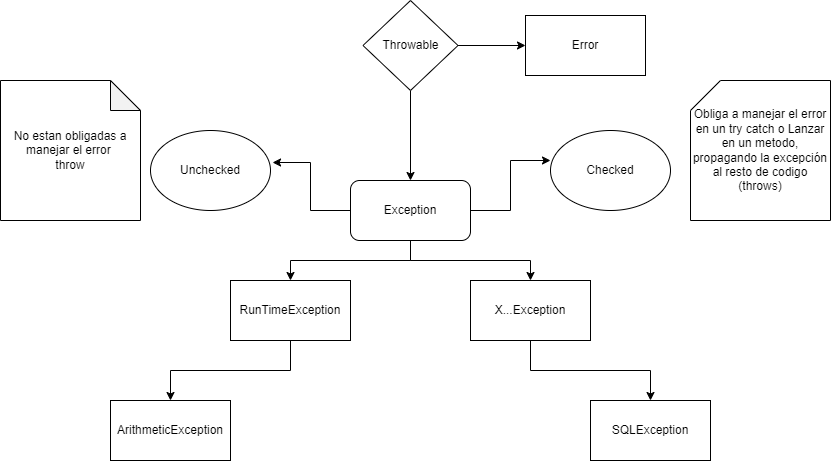 Throwable
Error
No estan obligadas a
manejar el error
throw
Unchecked
Checked
Obliga a manejar el error
en un try catch o Lanzar
en un metodo,
propagando la excepción
al resto de codigo
(throws)
Exception
RunTimeException
X...Exception
ArithmeticException
SQLException